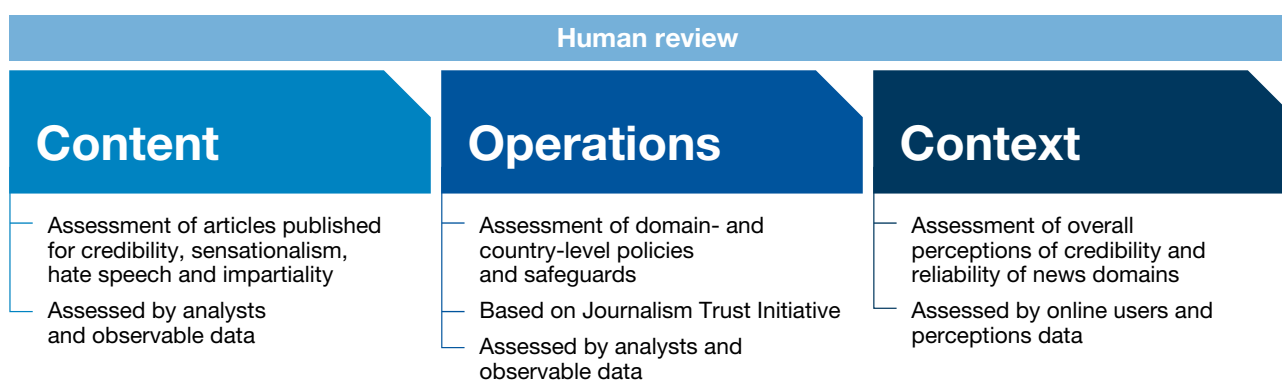 Human review
Content
Assessment of articles published
for credibility, sensationalism,
hate speech and impartiality
Assessed by analysts
and observable data
Operations
Assessment of domain- and
country-level policies
and safeguards
Based on Journalism Trust Initiative
Assessed by analysts and
observable data
Context
Assessment of overall
perceptions of credibility and
reliability of news domains
Assessed by online users and
perceptions data